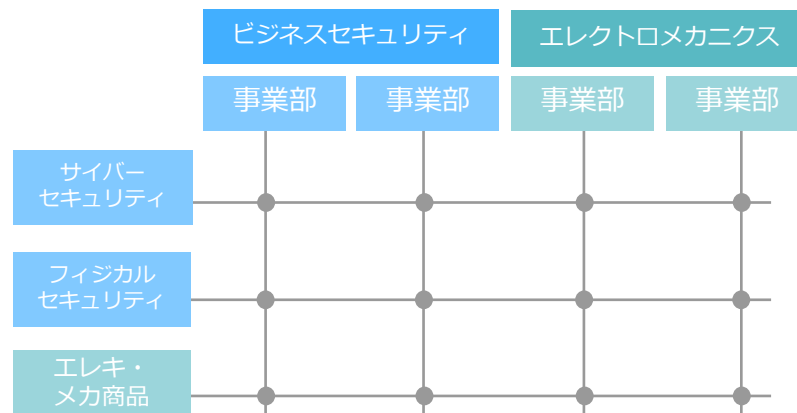 ビジネスセキュリティ
エレクトロメカニクス
事業部
事業部
事業部
事業部
サイバー
セキュリティ
フィジカル
セキュリティ
エレキ・
メカ商品